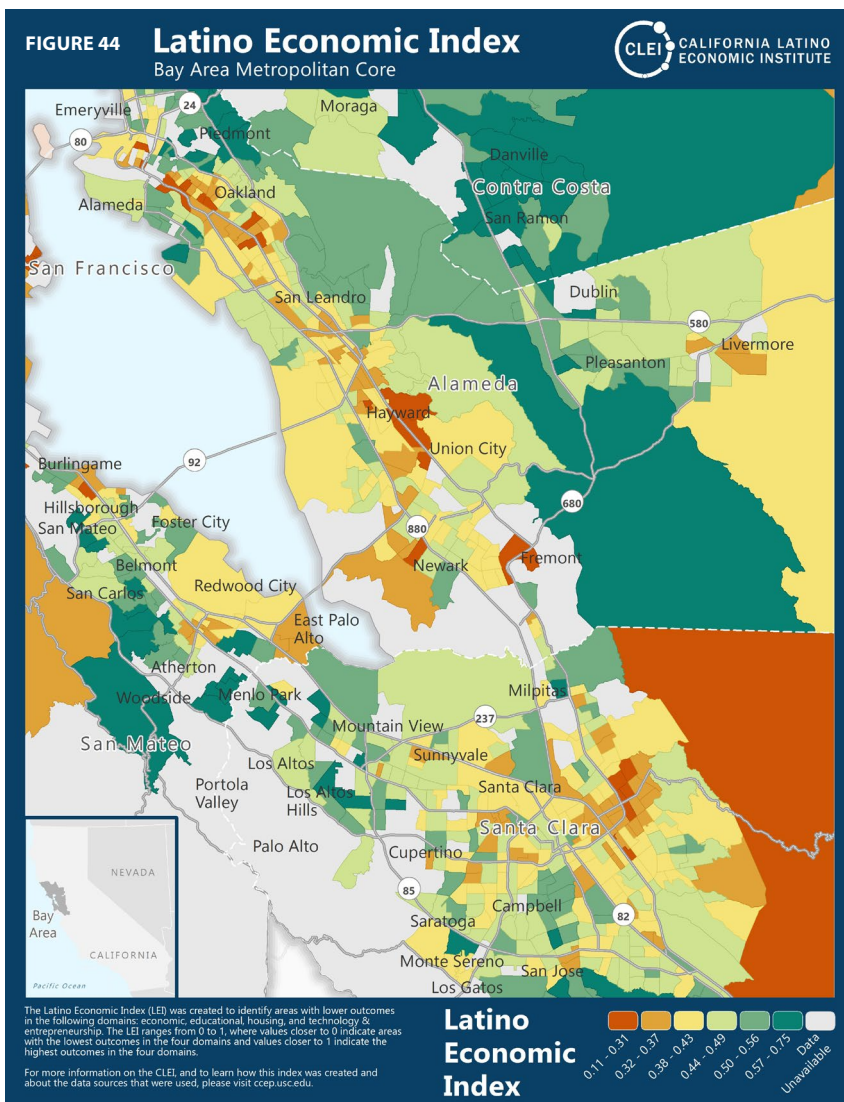 FIGURE 44
Latino Economic Index
Bay Area Metropolitan Core
CLEI
CALIFORNIA LATINO
ECONOMIC INSTITUTE
Emeryville
24
Moraga
80
Piedmont
Danville
Contra Costa
Oakland
Alameda
San Ramon
San Francisco
Dublin
San Leandro
580
Livermore
Pleasanton
Alameda
Hayward
Union City
92
Burlingame
680
Hillsborough
San Mateo
Foster City
880
Fremont
Belmont
Newark
Redwood City
San Carlos
East Palo
Alto
Atherton
Woodside
Menlo Park
Milpitas
237
Mountain View
San Mateo
Sunnyvale
Los Altos
Portola
Valley
Los Altos
Hills
Santa Clara
Santa Clara
Palo Alto
Cupertino
NEVADA
85
Campbell
82
Bay
Area
Saratoga
CALIFORNIA
Monte Sereno
San Jose
Pacific Ocean
Los Gatos
The Latino Economic Index (LEI) was created to identify areas with lower outcomes
in the following domains: economic, educational, housing, and technology &
entrepreneurship. The LEI ranges from 0 to 1, where values closer to 0 indicate areas
with the lowest outcomes in the four domains and values closer to 1 indicate the
highest outcomes in the four domains.
For more information on the CLEI, and to learn how this index was created and
about the data sources that were used, please visit ccep.usc.edu.
Latino
Economic
Index
0.11 - 0.31
0.32 - 0.37
0.38 - 0.43
0.44 - 0.49
0.50 - 0.56
0.57 - 0.75
Data
Unavailable